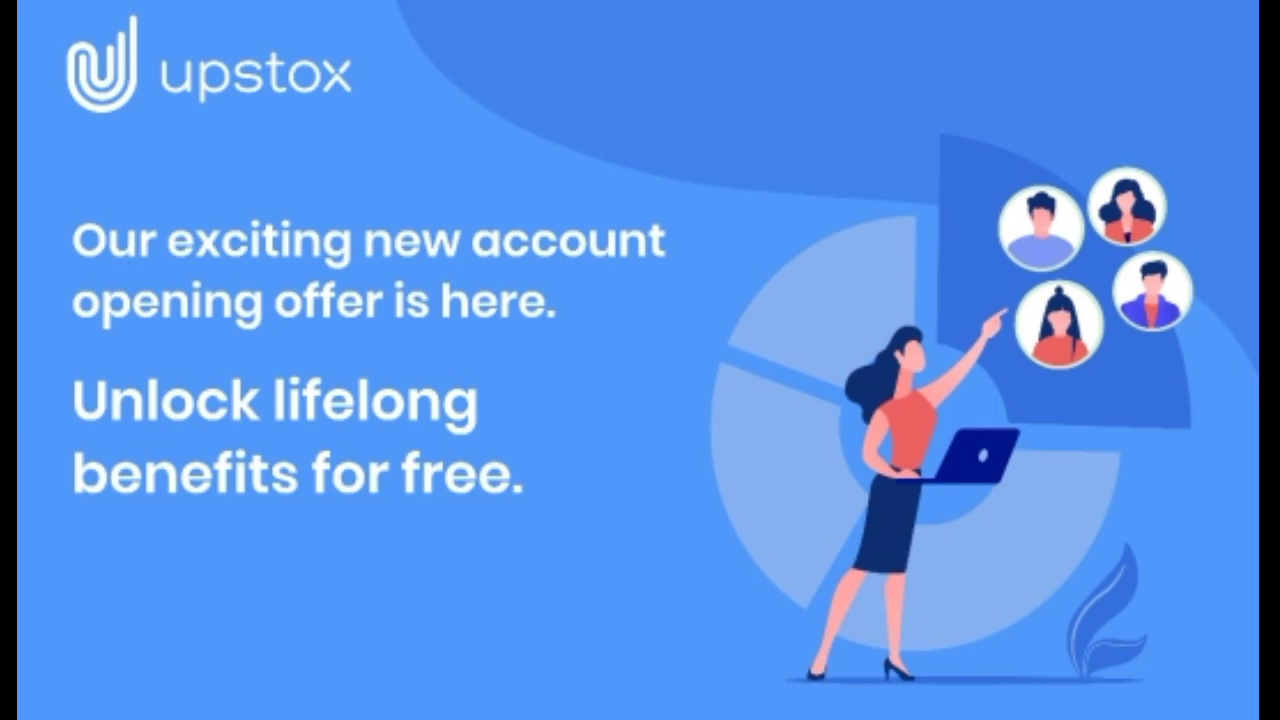 upstox
Our exciting new account
opening offer is here.
Unlock lifelong
benefits for free.